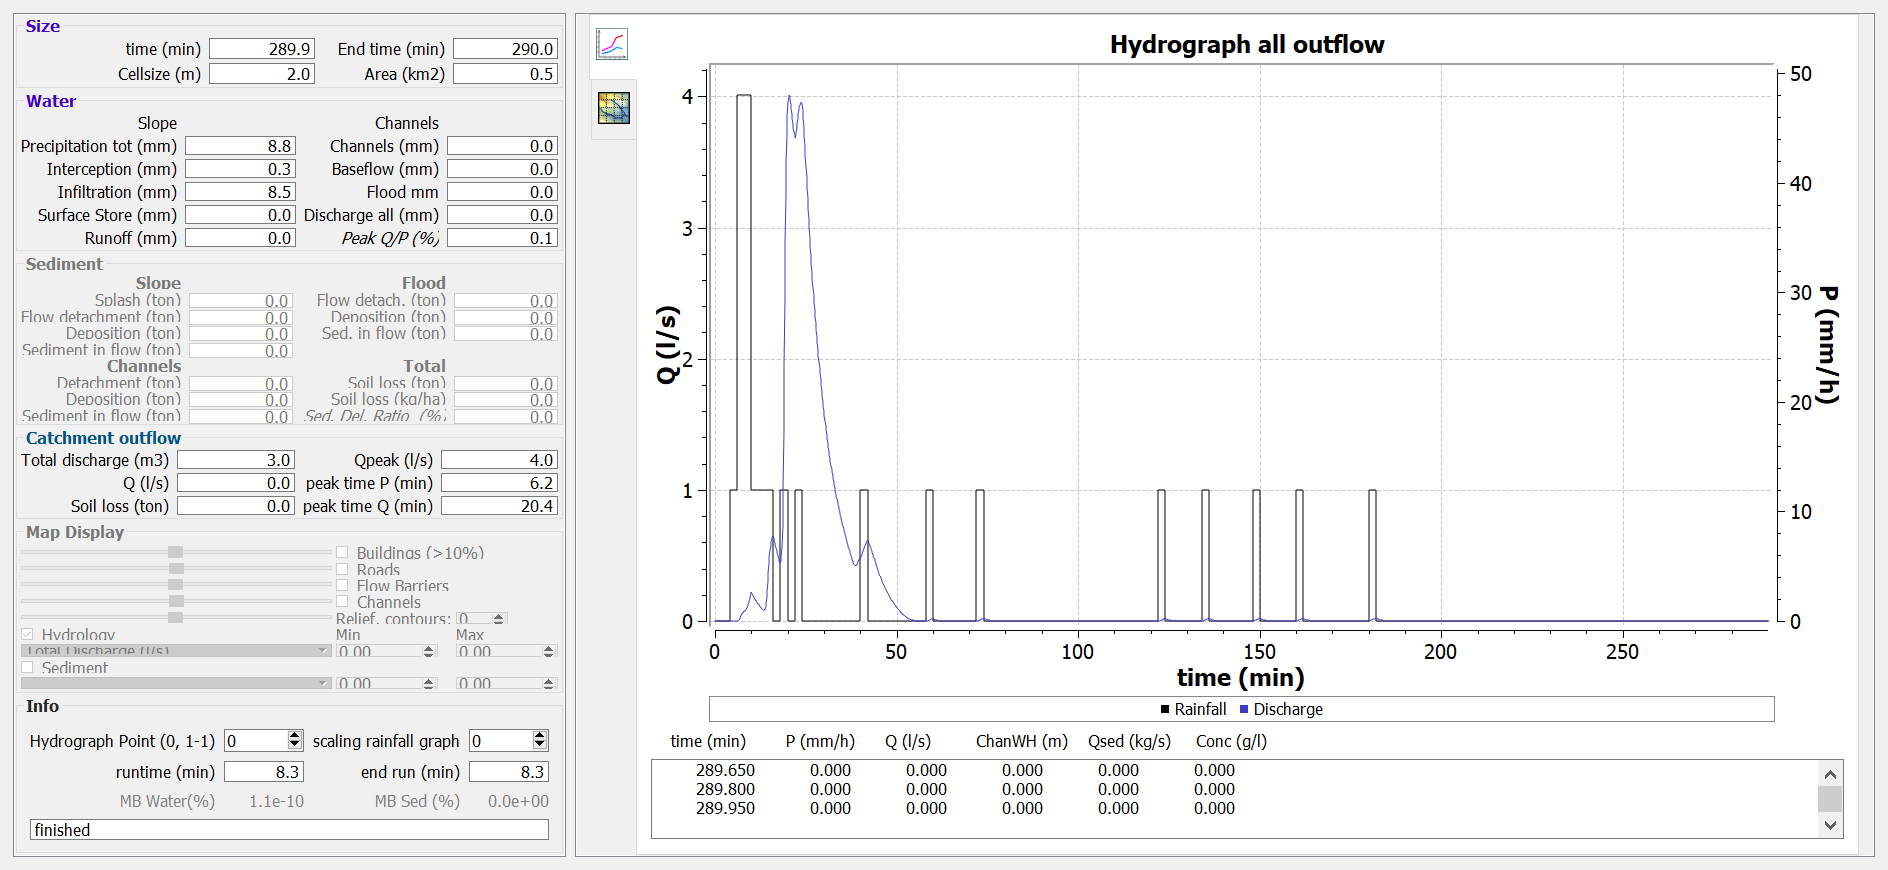 Size
time (min) 289.9 End time (min) 290.0
Cellsize (m) 2.0 Area (km2) 0.5
Water
Slope Channels
Precipitation tot (mm) 8.8 Channels (mm) 0.0
Interception (mm) 0.3 Baseflow (mm) 0.0
Infiltration (mm) 8.5 Flood mm 0.0
Surface Store (mm) 0.0 Discharge all (mm) 0.0
Runoff (mm) 0.0 Peak Q/P (%) 0.1
Sediment
Slope Flood
Splash (ton) 0.0 Flow detach. (ton) 0.0
Flow detachment (ton) 0.0 Deposition (ton) 0.0
Deposition (ton) 0.0 Sed. in flow (ton) 0.0
Sediment in flow (ton) 0.0
Channels Total
Detachment (ton) 0.0 Soil loss (ton) 0.0
Deposition (ton) 0.0 Soil loss (kg/ha) 0.0
Sediment in flow (ton) 0.0 Sed. Del. Ratio. (%) 0.0
Catchment outflow
Total discharge (m3) 3.0 Qpeak (l/s) 4.0
Q (l/s) 0.0 peak time P (min) 6.2
Soil loss (ton) 0.0 peak time Q (min) 20.4
Map Display
Buildings (>10%)
Roads
Flow Barriers
Channels
Relief, contours: 0
Hydrology Min Max
Total Discharge (l/s) 0.00 0.00
Sediment
0.00 0.00
Info
Hydrograph Point (0, 1-1) 0 scaling rainfall graph 0
runtime (min) 8.3 end run (min) 8.3
MB Water(%) 1.1e-10 MB Sed (%) 0.0e+00
finished
Hydrograph all outflow
4
3
2
1
0
Q (l/s)
50
40
30
20
10
0
P (mm/h)
0 50 100 150 200 250
time (min)
Rainfall Discharge
time (min) P (mm/h) Q (l/s) ChanWH (m) Qsed (kg/s) Conc (g/l)
289.650 0.000 0.000 0.000 0.000 0.000
289.800 0.000 0.000 0.000 0.000 0.000
289.950 0.000 0.000 0.000 0.000 0.000